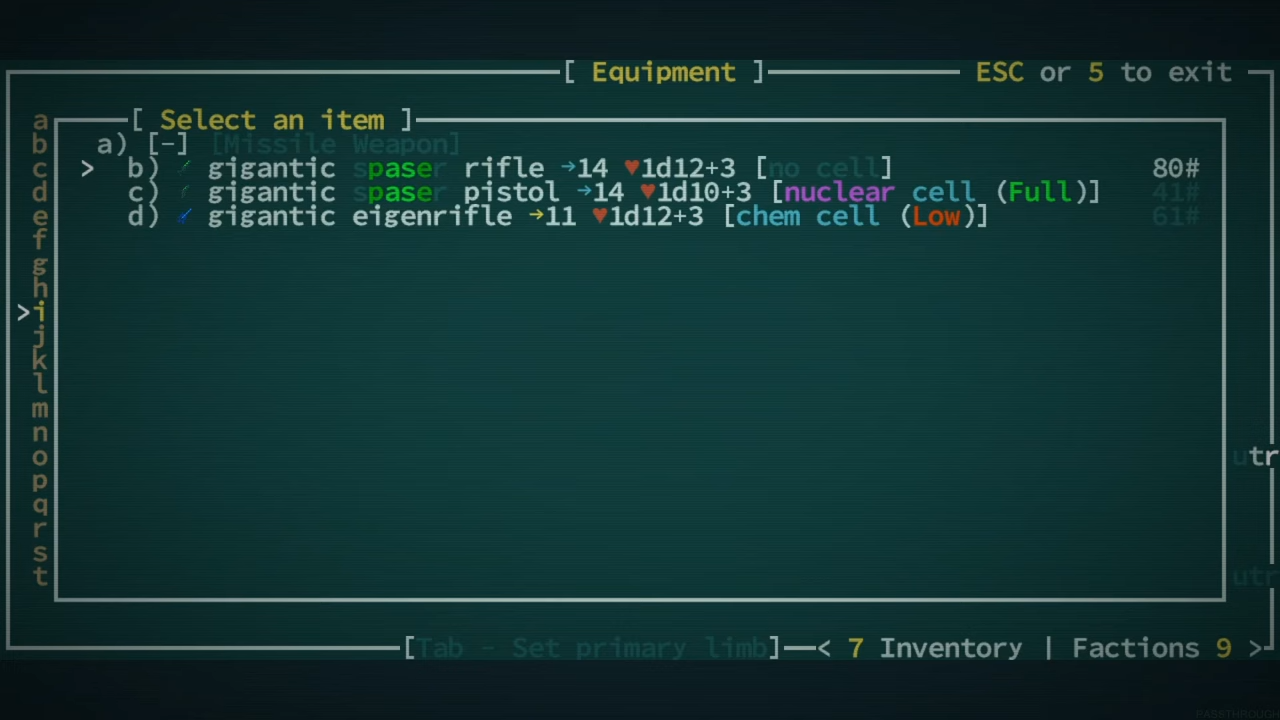 [ Equipment ] ESC or 5 to exit
a [ Select an item ]
b a) [-] [Missile Weapon]
c > b) gigantic spaser rifle →14 ♥1d12+3 [no cell] 80#
d c) gigantic spaser pistol →14 ♥1d10+3 [nuclear cell (Full)] 41#
e d) gigantic eigenrifle →11 ♥1d12+3 [chem cell (Low)] 61#
f
g
h
>i
j
k
l
m
n
o utr
p
q
r
s
t utr
[Tab - Set primary limb] < 7 Inventory | Factions 9 >